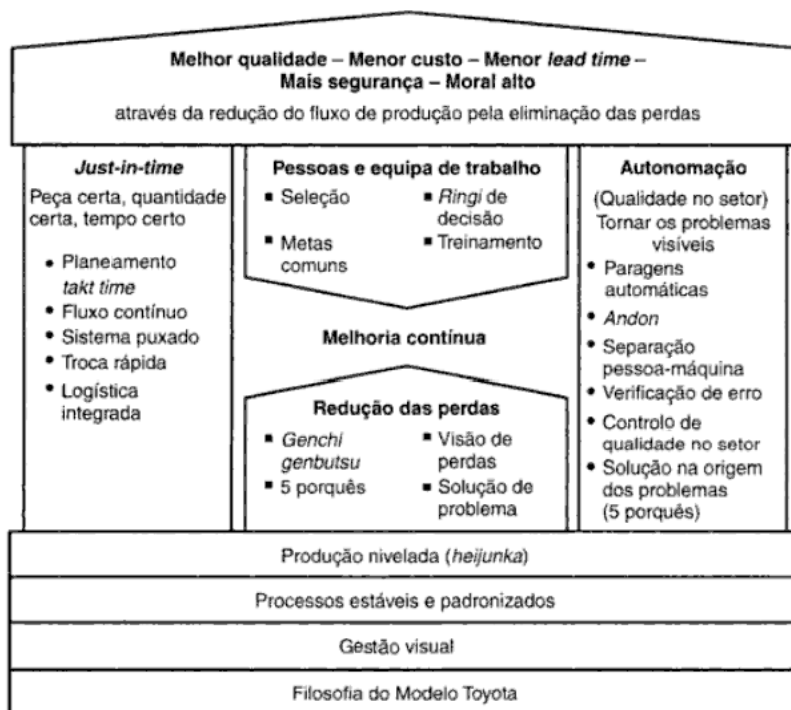 Melhor qualidade – Menor custo – Menor lead time –
Mais segurança – Moral alto
através da redução do fluxo de produção pela eliminação das perdas
Just-in-time
Peça certa, quantidade
certa, tempo certo
• Planeamento
takt time
• Fluxo contínuo
• Sistema puxado
• Troca rápida
• Logística
integrada
Pessoas e equipa de trabalho
▪ Seleção
▪ Metas
comuns
▪ Ringi de
decisão
▪ Treinamento
Melhoria contínua
Redução das perdas
▪ Genchi
genbutsu
▪ 5 porquês
▪ Visão de
perdas
▪ Solução de
problema
Autonomação
(Qualidade no setor)
Tornar os problemas
visíveis
• Paragens
automáticas
• Andon
• Separação
pessoa-máquina
• Verificação de erro
• Controlo de
qualidade no setor
• Solução na origem
dos problemas
(5 porquês)
Produção nivelada (heijunka)
Processos estáveis e padronizados
Gestão visual
Filosofia do Modelo Toyota